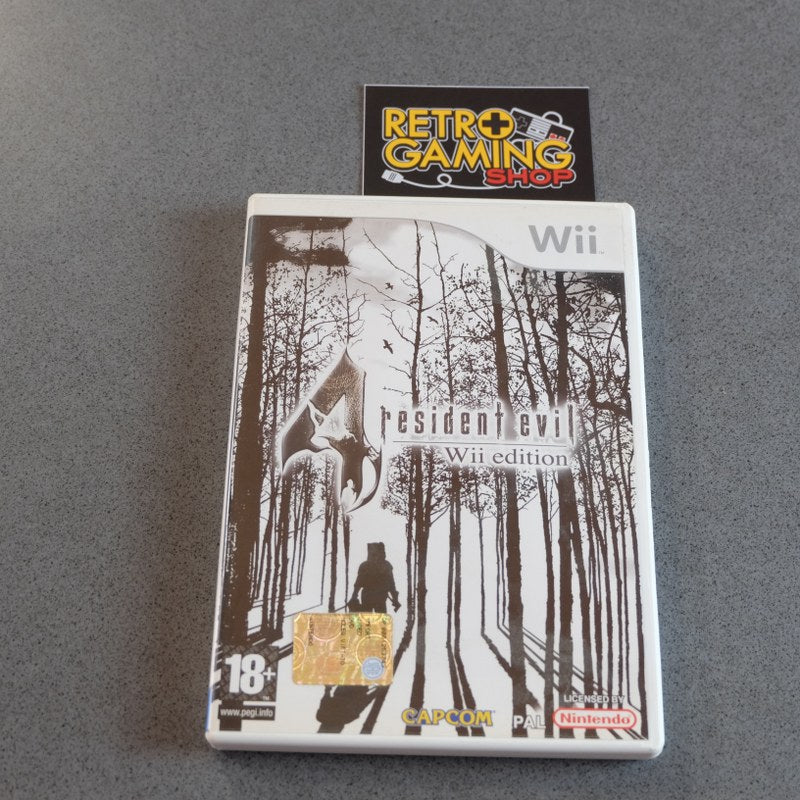 RETRO
GAMING
SHOP
Wii
4
resident evil
Wii edition
18+
www.pegi.info
CAPCOM
PAL
LICENSED BY
Nintendo